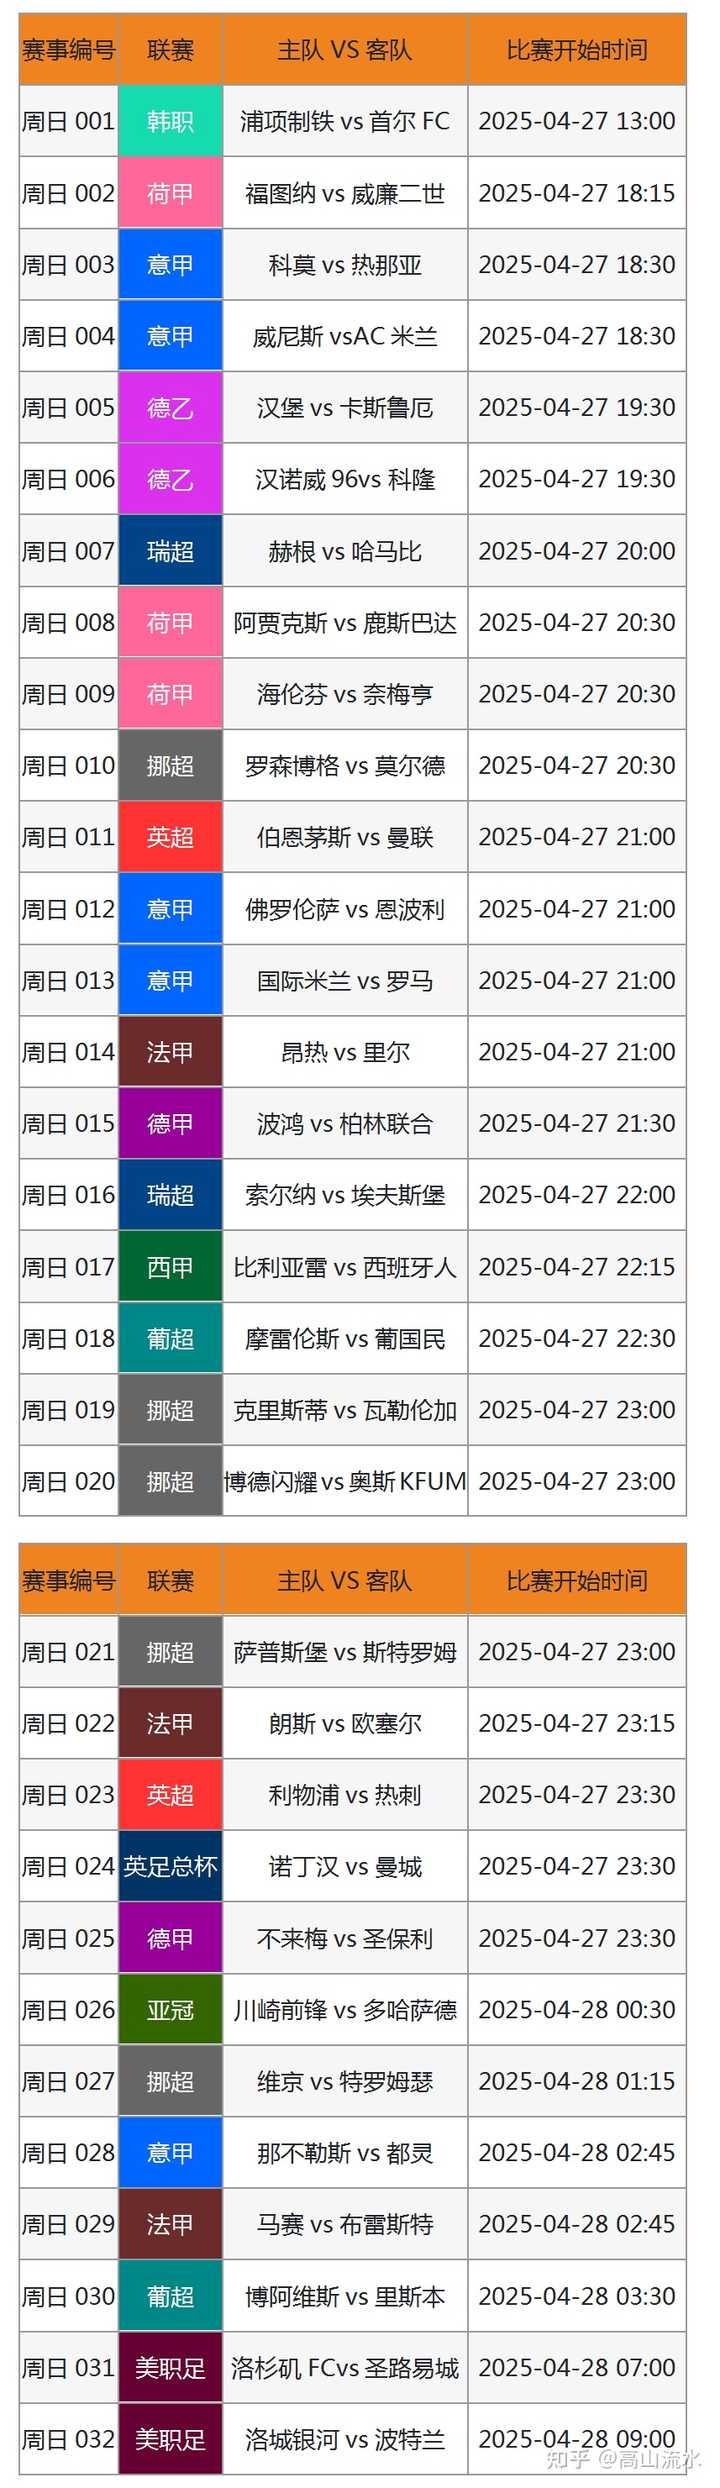 赛事编号 联赛 主队 VS 客队 比赛开始时间
周日 001 韩职 浦项制铁 vs 首尔 FC 2025-04-27 13:00
周日 002 荷甲 福图纳 vs 威廉二世 2025-04-27 18:15
周日 003 意甲 科莫 vs 热那亚 2025-04-27 18:30
周日 004 意甲 威尼斯 vsAC 米兰 2025-04-27 18:30
周日 005 德乙 汉堡 vs 卡斯鲁厄 2025-04-27 19:30
周日 006 德乙 汉诺威 96vs 科隆 2025-04-27 19:30
周日 007 瑞超 赫根 vs 哈马比 2025-04-27 20:00
周日 008 荷甲 阿贾克斯 vs 鹿斯巴达 2025-04-27 20:30
周日 009 荷甲 海伦芬 vs 奈梅亨 2025-04-27 20:30
周日 010 挪超 罗森博格 vs 莫尔德 2025-04-27 20:30
周日 011 英超 伯恩茅斯 vs 曼联 2025-04-27 21:00
周日 012 意甲 佛罗伦萨 vs 恩波利 2025-04-27 21:00
周日 013 意甲 国际米兰 vs 罗马 2025-04-27 21:00
周日 014 法甲 昂热 vs 里尔 2025-04-27 21:00
周日 015 德甲 波鸿 vs 柏林联合 2025-04-27 21:30
周日 016 瑞超 索尔纳 vs 埃夫斯堡 2025-04-27 22:00
周日 017 西甲 比利亚雷 vs 西班牙人 2025-04-27 22:15
周日 018 葡超 摩雷伦斯 vs 葡国民 2025-04-27 22:30
周日 019 挪超 克里斯蒂 vs 瓦勒伦加 2025-04-27 23:00
周日 020 挪超 博德闪耀 vs 奥斯 KFUM 2025-04-27 23:00
赛事编号 联赛 主队 VS 客队 比赛开始时间
周日 021 挪超 萨普斯堡 vs 斯特罗姆 2025-04-27 23:00
周日 022 法甲 朗斯 vs 欧塞尔 2025-04-27 23:15
周日 023 英超 利物浦 vs 热刺 2025-04-27 23:30
周日 024 英足总杯 诺丁汉 vs 曼城 2025-04-27 23:30
周日 025 德甲 不来梅 vs 圣保利 2025-04-27 23:30
周日 026 亚冠 川崎前锋 vs 多哈萨德 2025-04-28 00:30
周日 027 挪超 维京 vs 特罗姆瑟 2025-04-28 01:15
周日 028 意甲 那不勒斯 vs 都灵 2025-04-28 02:45
周日 029 法甲 马赛 vs 布雷斯特 2025-04-28 02:45
周日 030 葡超 博阿维斯 vs 里斯本 2025-04-28 03:30
周日 031 美职足 洛杉矶 FCvs 圣路易城 2025-04-28 07:00
周日 032 美职足 洛城银河 vs 波特兰 2025-04-28 09:00
知乎 @高山流水